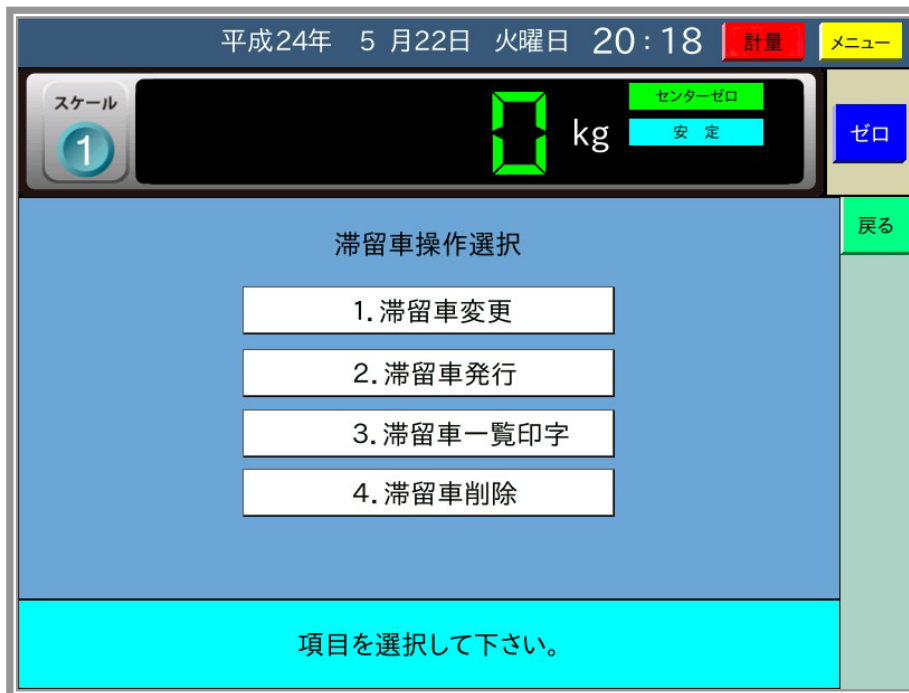 平成24年 5月22日 火曜日 20:18 計量 メニュー
スケール
1
0 kg
センターゼロ
安定
ゼロ
戻る
滞留車操作選択
1.滞留車変更
2.滞留車発行
3.滞留車一覧印字
4.滞留車削除
項目を選択して下さい。